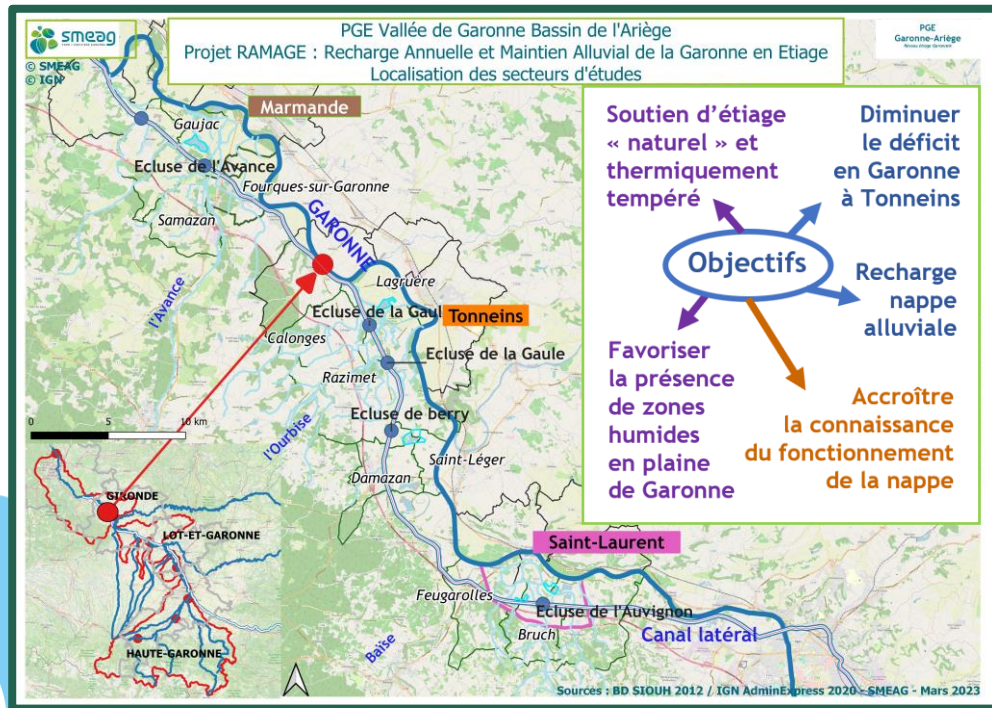 smeag
© SMEAG
© IGN
PGE Vallée de Garonne Bassin de l'Ariège
Projet RAMAGE : Recharge Annuelle et Maintien Alluvial de la Garonne en Etiage
Localisation des secteurs d'études
PGE
Garonne-Ariège
Soutien d'étiage
« naturel » et
thermiquement
tempéré
Diminuer
le déficit
en Garonne
à Tonneins
Objectifs
Recharge
nappe
alluviale
Favoriser
la présence
de zones
humides
en plaine
de Garonne
Accroître
la connaissance
du fonctionnement
de la nappe
Marmande
Gaujac
Ecluse de l'Avance
Fourques-sur-Garonne
Samazan
GARONNE
l'Avance
Lagruère
Ecluse de la Gaul
Tonneins
Calonges
Ecluse de la Gaule
Razimet
Ecluse de berry
l'Ourbise
Saint-Léger
Damazan
0 5 10 km
GIRONDE
LOT-ET-GARONNE
HAUTE-GARONNE
Saint-Laurent
Feugarolles
Ecluse de l'Auvignon
Bruch
Canal latéral
Baïse
Sources : BD SIOUH 2012 / IGN AdminExpress 2020 - SMEAG - Mars 2023